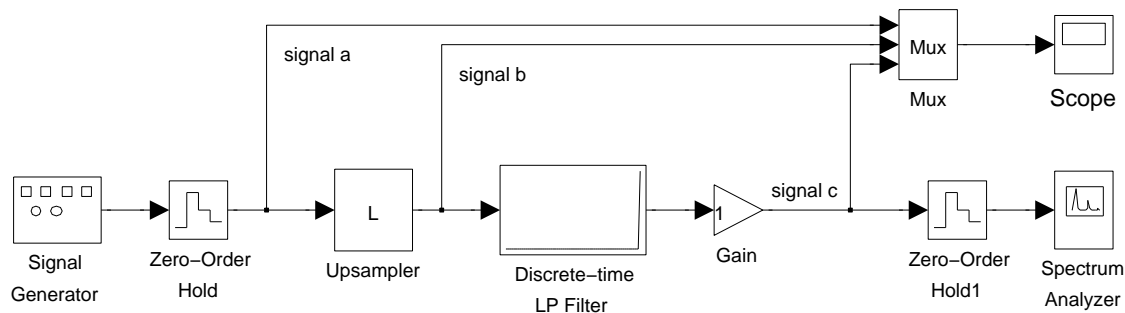 signal a
signal b
Mux
Mux
Scope
signal c
L
1
Signal
Generator
Zero−Order
Hold
Upsampler
Discrete−time
LP Filter
Gain
Zero−Order
Hold1
Spectrum
Analyzer